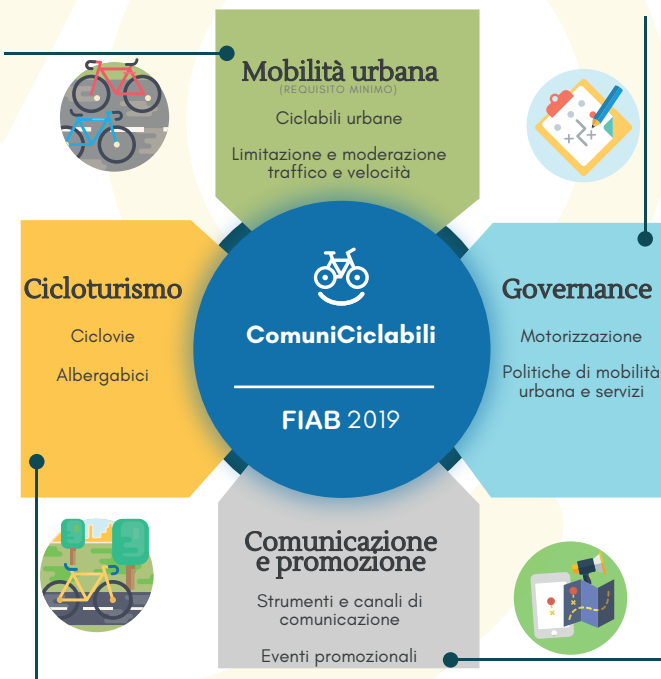 Mobilità urbana
(REQUISITO MINIMO)
Ciclabili urbane
Limitazione e moderazione
traffico e velocità
Cicloturismo
Ciclovie
Albergabici
ComuniCiclabili
FIAB 2019
Governance
Motorizzazione
Politiche di mobilità
urbana e servizi
Comunicazione
e promozione
Strumenti e canali di
comunicazione
Eventi promozionali